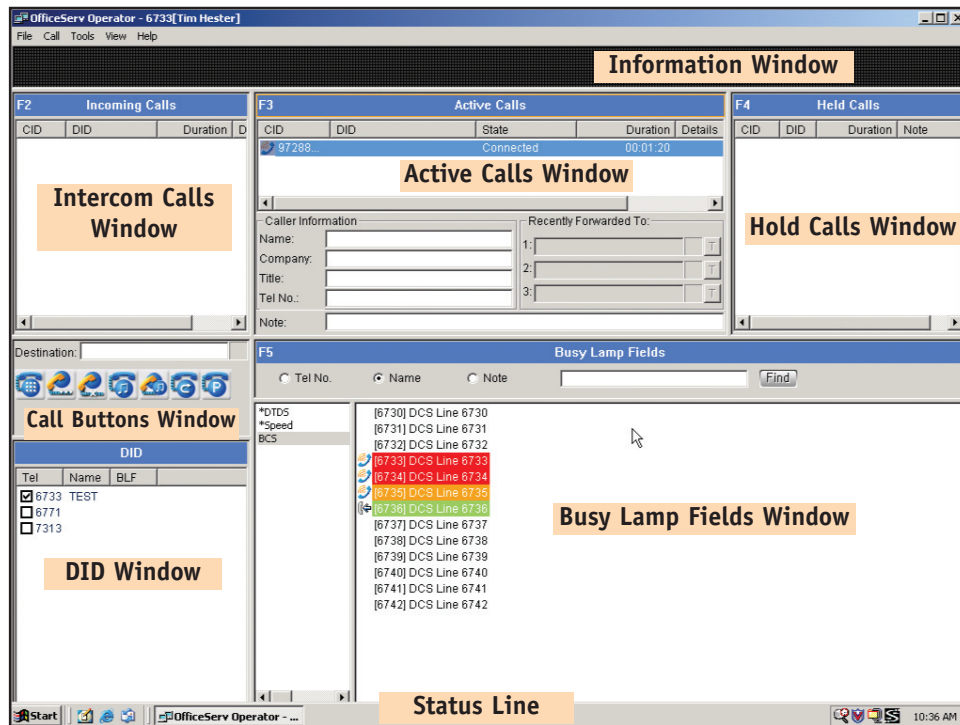 OfficeServ Operator - 6733[Tim Hester]
File Call Tools View Help
Information Window
F2 Incoming Calls
CID DID Duration D
Intercom Calls
Window
F3 Active Calls
CID DID State Duration Details
97288... Connected 00:01:20
Active Calls Window
Caller Information
Name:
Company:
Title:
Tel No.:
Note:
Recently Forwarded To:
1: T
2: T
3: T
F4 Held Calls
CID DID Duration Note
Hold Calls Window
Destination:
Call Buttons Window
DID
Tel Name BLF
6733 TEST
6771
7313
DID Window
F5 Busy Lamp Fields
Tel No. Name Note Find
*DTDS
*Speed
BCS
[6730] DCS Line 6730
[6731] DCS Line 6731
[6732] DCS Line 6732
[6733] DCS Line 6733
[6734] DCS Line 6734
[6735] DCS Line 6735
[6736] DCS Line 6736
[6737] DCS Line 6737
[6738] DCS Line 6738
[6739] DCS Line 6739
[6740] DCS Line 6740
[6741] DCS Line 6741
[6742] DCS Line 6742
Busy Lamp Fields Window
Status Line
Start OfficeServ Operator - ... 10:36 AM